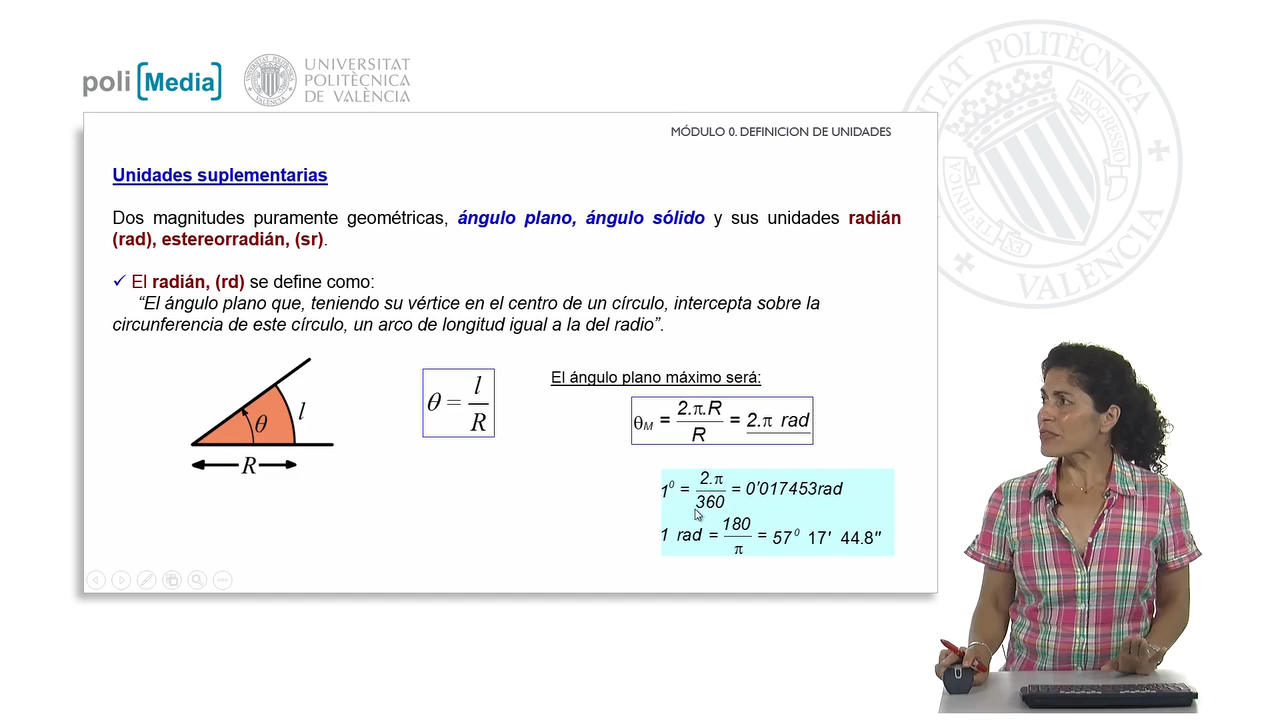 poli [Media]
UNIVERSITAT
POLITÈCNICA
DE VALÈNCIA
MÓDULO 0. DEFINICION DE UNIDADES
Unidades suplementarias
Dos magnitudes puramente geométricas, ángulo plano, ángulo sólido y sus unidades radián
(rad), estereorradián, (sr).
✓ El radián, (rd) se define como:
“El ángulo plano que, teniendo su vértice en el centro de un círculo, intercepta sobre la
circunferencia de este círculo, un arco de longitud igual a la del radio”.
θ l
R
θ = l/R
El ángulo plano máximo será:
θM = 2.π.R/R = 2.π rad
1⁰ = 2.π/360 = 0'017453rad
1 rad = 180/π = 57⁰ 17' 44.8"
POLITÈCNICA
VALÈNCIA
PROGRESSIO